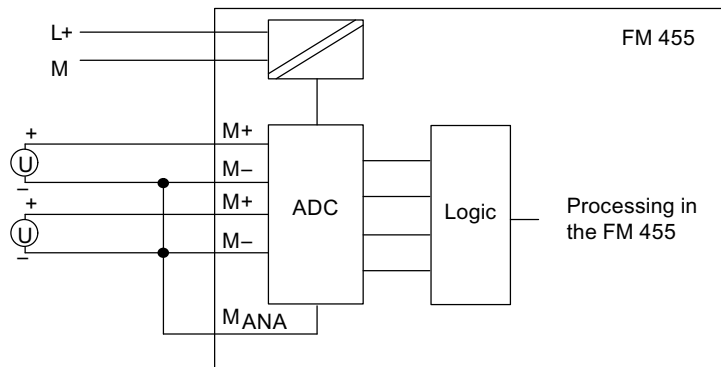 L+
FM 455
M
+
M+
U
–
M–
+
M+
ADC
Logic
Processing in
the FM 455
U
–
M–
MANA